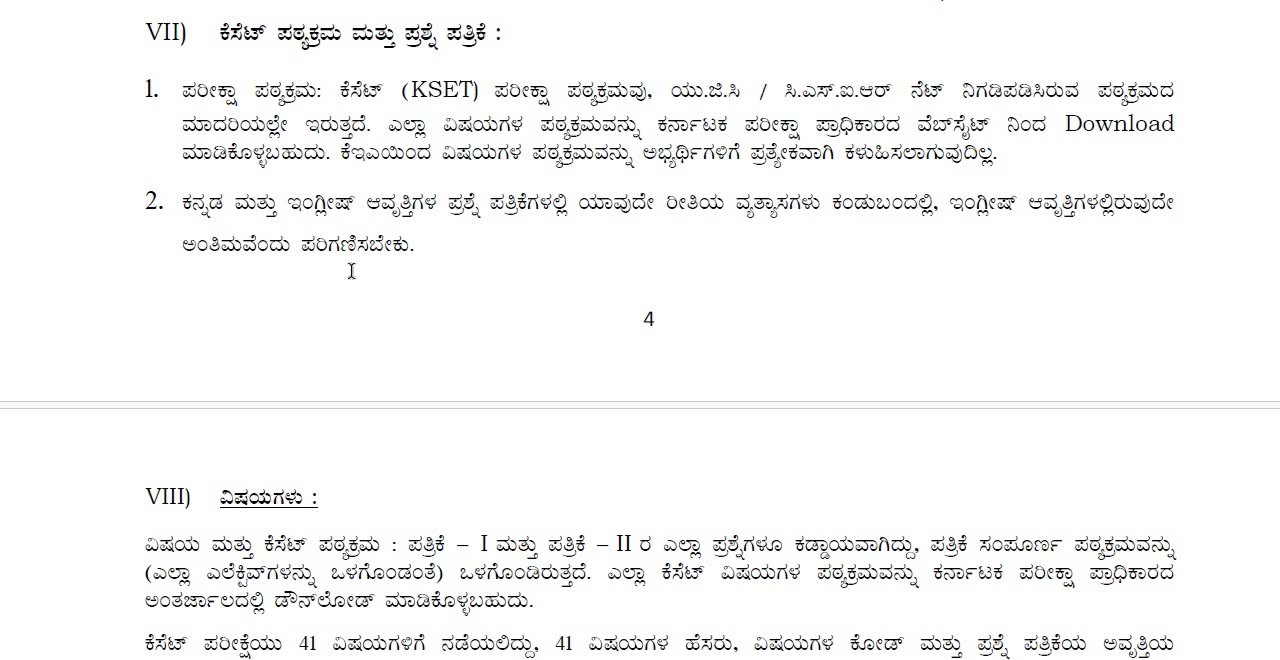 VII) ಕೆಸೆಟ್ ಪಠ್ಯಕ್ರಮ ಮತ್ತು ಪ್ರಶ್ನೆ ಪತ್ರಿಕೆ :
1. ಪರೀಕ್ಷಾ ಪಠ್ಯಕ್ರಮ: ಕೆಸೆಟ್ (KSET) ಪರೀಕ್ಷಾ ಪಠ್ಯಕ್ರಮವು, ಯು.ಜಿ.ಸಿ / ಸಿ.ಎಸ್.ಐ.ಆರ್ ನೆಟ್ ನಿಗಡಿಪಡಿಸಿರುವ ಪಠ್ಯಕ್ರಮದ
ಮಾದರಿಯಲ್ಲೇ ಇರುತ್ತದೆ. ಎಲ್ಲಾ ವಿಷಯಗಳ ಪಠ್ಯಕ್ರಮವನ್ನು ಕರ್ನಾಟಕ ಪರೀಕ್ಷಾ ಪ್ರಾಧಿಕಾರದ ವೆಬ್‌ಸೈಟ್ ನಿಂದ Download
ಮಾಡಿಕೊಳ್ಳಬಹುದು. ಕೆಇಎಯಿಂದ ವಿಷಯಗಳ ಪಠ್ಯಕ್ರಮವನ್ನು ಅಭ್ಯರ್ಥಿಗಳಿಗೆ ಪ್ರತ್ಯೇಕವಾಗಿ ಕಳುಹಿಸಲಾಗುವುದಿಲ್ಲ.
2. ಕನ್ನಡ ಮತ್ತು ಇಂಗ್ಲೀಷ್ ಆವೃತ್ತಿಗಳ ಪ್ರಶ್ನೆ ಪತ್ರಿಕೆಗಳಲ್ಲಿ ಯಾವುದೇ ರೀತಿಯ ವ್ಯತ್ಯಾಸಗಳು ಕಂಡುಬಂದಲ್ಲಿ, ಇಂಗ್ಲೀಷ್ ಆವೃತ್ತಿಗಳಲ್ಲಿರುವುದೇ
ಅಂತಿಮವೆಂದು ಪರಿಗಣಿಸಬೇಕು.
4
VIII) ವಿಷಯಗಳು :
ವಿಷಯ ಮತ್ತು ಕೆಸೆಟ್ ಪಠ್ಯಕ್ರಮ : ಪತ್ರಿಕೆ – I ಮತ್ತು ಪತ್ರಿಕೆ – II ರ ಎಲ್ಲಾ ಪ್ರಶ್ನೆಗಳೂ ಕಡ್ಡಾಯವಾಗಿದ್ದು, ಪತ್ರಿಕೆ ಸಂಪೂರ್ಣ ಪಠ್ಯಕ್ರಮವನ್ನು
(ಎಲ್ಲಾ ಎಲೆಕ್ಟಿವ್‌ಗಳನ್ನು ಒಳಗೊಂಡಂತೆ) ಒಳಗೊಂಡಿರುತ್ತದೆ. ಎಲ್ಲಾ ಕೆಸೆಟ್ ವಿಷಯಗಳ ಪಠ್ಯಕ್ರಮವನ್ನು ಕರ್ನಾಟಕ ಪರೀಕ್ಷಾ ಪ್ರಾಧಿಕಾರದ
ಅಂತರ್ಜಾಲದಲ್ಲಿ ಡೌನ್‌ಲೋಡ್ ಮಾಡಿಕೊಳ್ಳಬಹುದು.
ಕೆಸೆಟ್ ಪರೀಕ್ಷೆಯು 41 ವಿಷಯಗಳಿಗೆ ನಡೆಯಲಿದ್ದು, 41 ವಿಷಯಗಳ ಹೆಸರು, ವಿಷಯಗಳ ಕೋಡ್ ಮತ್ತು ಪ್ರಶ್ನೆ ಪತ್ರಿಕೆಯ ಅವೃತ್ತಿಯ